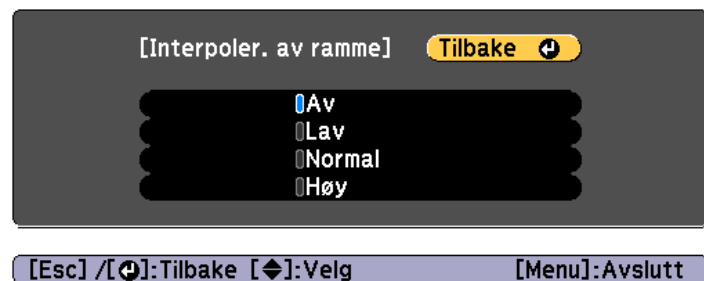 [Interpoler. av ramme] Tilbake
Av
Lav
Normal
Høy
[Esc] /[⏎]:Tilbake [◆]:Velg [Menu]:Avslutt